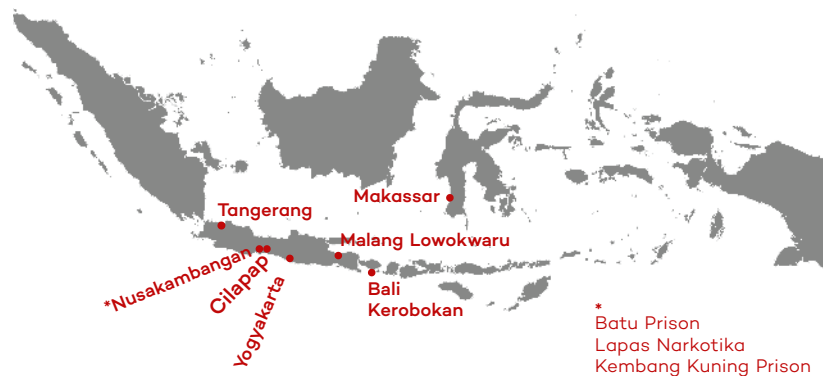 Makassar
Tangerang
Malang Lowokwaru
*Nusakambangan
Cilapap
Yogyakarta
Bali
Kerobokan
*
Batu Prison
Lapas Narkotika
Kembang Kuning Prison